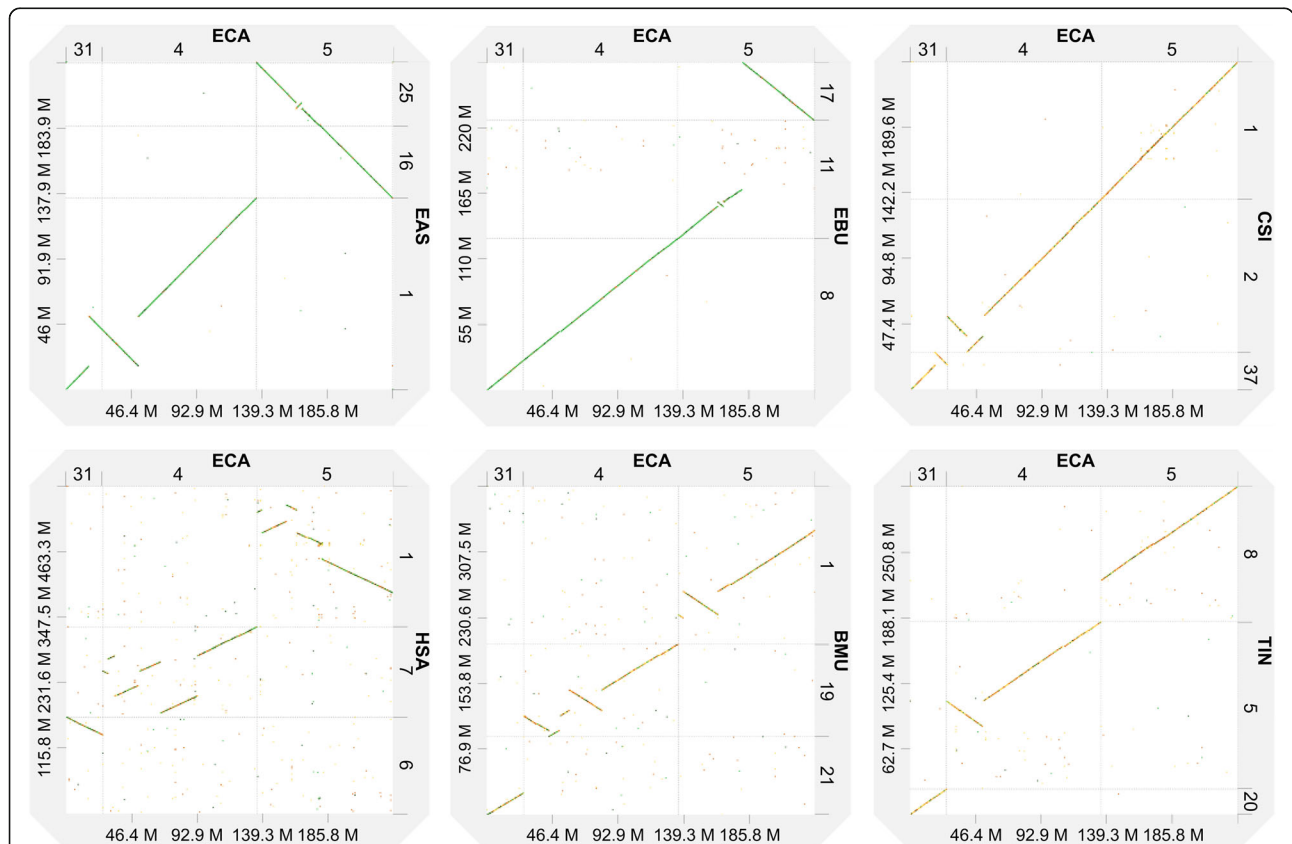 ECA
31 4 5
183.9 M
137.9 M
91.9 M
46 M
25
16
1
EAS
46.4 M 92.9 M 139.3 M 185.8 M
ECA
4 5
220 M
165 M
110 M
55 M
17
11
8
EBU
46.4 M 92.9 M 139.3 M 185.8 M
ECA
31 4 5
189.6 M
142.2 M
94.8 M
47.4 M
1
2
37
CSI
46.4 M 92.9 M 139.3 M 185.8 M
ECA
31 4 5
463.3 M
347.5 M
231.6 M
115.8 M
1
7
6
HSA
46.4 M 92.9 M 139.3 M 185.8 M
ECA
31 4 5
307.5 M
230.6 M
153.8 M
76.9 M
1
19
21
BMU
46.4 M 92.9 M 139.3 M 185.8 M
ECA
31 4 5
250.8 M
188.1 M
125.4 M
62.7 M
8
5
20
TIN
46.4 M 92.9 M 139.3 M 185.8 M